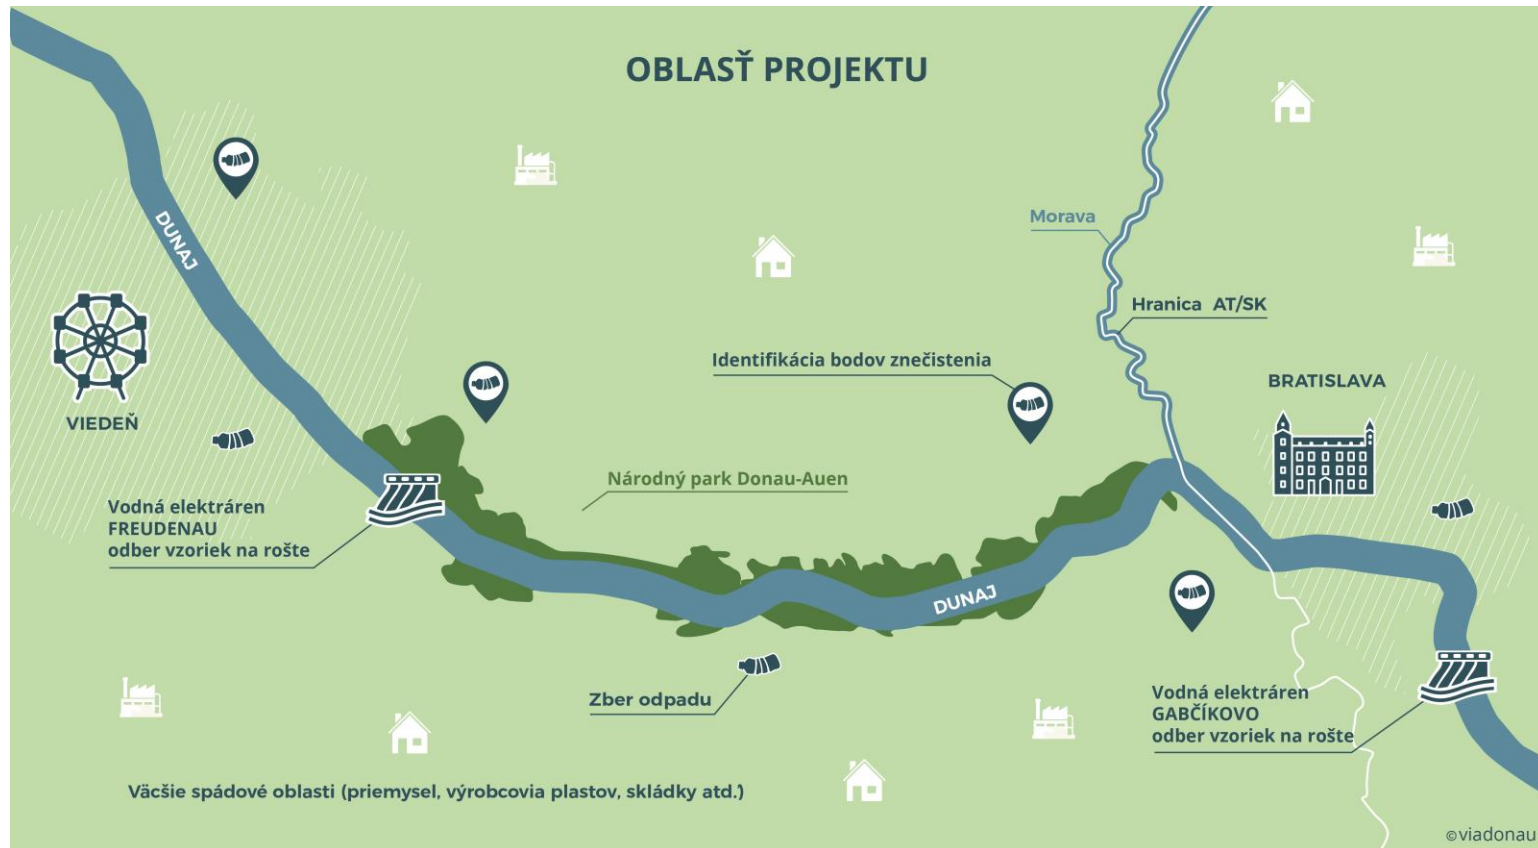 OBLASŤ PROJEKTU
DUNAJ
Morava
Hranica AT/SK
Identifikácia bodov znečistenia
BRATISLAVA
VIEDEŇ
Národný park Donau-Auen
Vodná elektráren
FREUDENAU
odber vzoriek na rošte
DUNAJ
Zber odpadu
Vodná elektráren
GABČÍKOVO
odber vzoriek na rošte
Väcšie spádové oblasti (priemysel, výrobcovia plastov, skládky atd.)
©viadonau